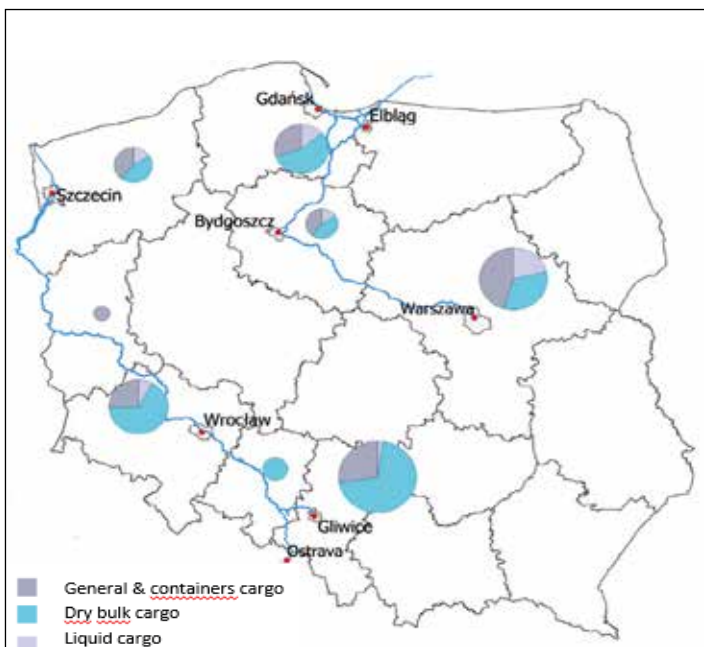 Gdańsk
Elbląg
Szczecin
Bydgoszcz
Warszawa
Wrocław
Gliwice
Ostrava
General & containers cargo
Dry bulk cargo
Liquid cargo